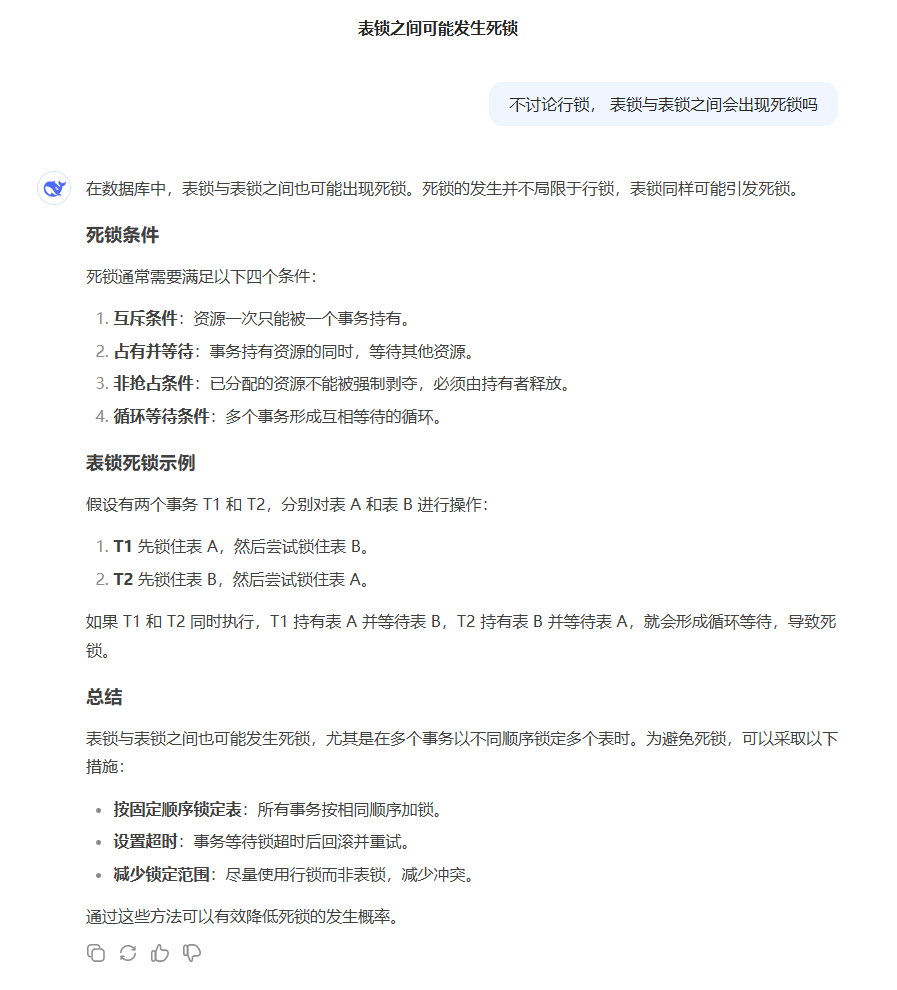 表锁之间可能发生死锁
不讨论行锁， 表锁与表锁之间会出现死锁吗
在数据库中，表锁与表锁之间也可能出现死锁。死锁的发生并不局限于行锁，表锁同样可能引发死锁。
死锁条件
死锁通常需要满足以下四个条件：
1. 互斥条件：资源一次只能被一个事务持有。
2. 占有并等待：事务持有资源的同时，等待其他资源。
3. 非抢占条件：已分配的资源不能被强制剥夺，必须由持有者释放。
4. 循环等待条件：多个事务形成互相等待的循环。
表锁死锁示例
假设有两个事务 T1 和 T2，分别对表 A 和表 B 进行操作：
1. T1 先锁住表 A，然后尝试锁住表 B。
2. T2 先锁住表 B，然后尝试锁住表 A。
如果 T1 和 T2 同时执行，T1 持有表 A 并等待表 B，T2 持有表 B 并等待表 A，就会形成循环等待，导致死
锁。
总结
表锁与表锁之间也可能发生死锁，尤其是在多个事务以不同顺序锁定多个表时。为避免死锁，可以采取以下
措施：
• 按固定顺序锁定表：所有事务按相同顺序加锁。
• 设置超时：事务等待锁超时后回滚并重试。
• 减少锁定范围：尽量使用行锁而非表锁，减少冲突。
通过这些方法可以有效降低死锁的发生概率。